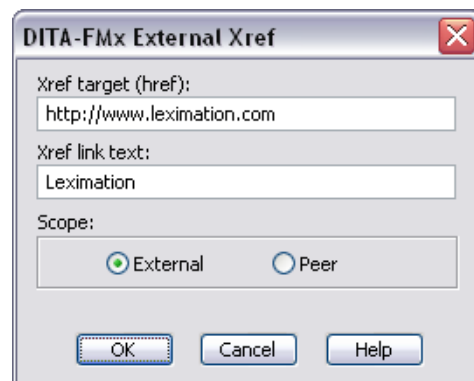 DITA-FMx External Xref
Xref target (href):
http://www.leximation.com
Xref link text:
Leximation
Scope:
External Peer
OK Cancel Help